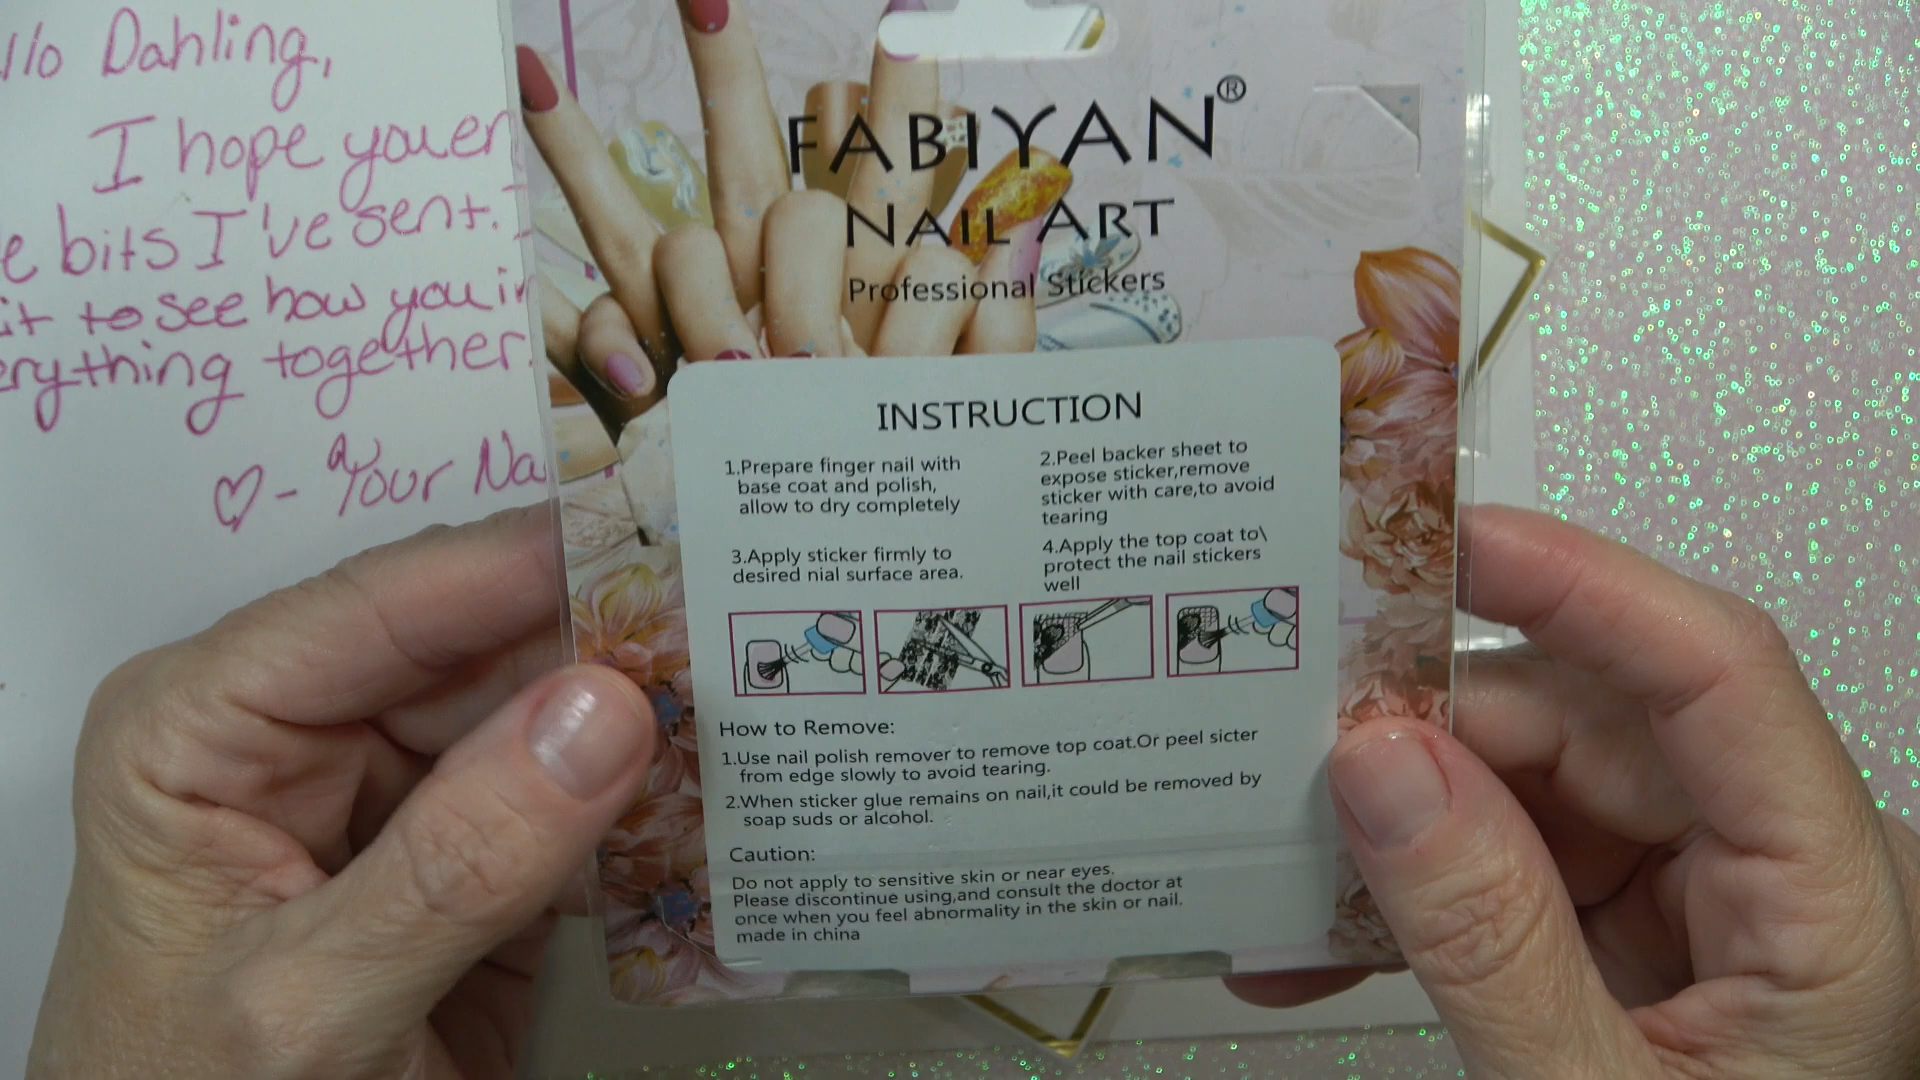 Dahling,
I hope you
bits I've sent.
to see how you
together.
♡- Your
FABIYAN®
NAIL ART
Professional Stickers
INSTRUCTION
1.Prepare finger nail with
base coat and polish,
allow to dry completely
2.Peel backer sheet to
expose sticker,remove
sticker with care,to avoid
tearing
3.Apply sticker firmly to
desired nial surface area.
4.Apply the top coat to\
protect the nail stickers
well
How to Remove:
1.Use nail polish remover to remove top coat.Or peel sicter
from edge slowly to avoid tearing.
2.When sticker glue remains on nail,it could be removed by
soap suds or alcohol.
Caution:
Do not apply to sensitive skin or near eyes.
Please discontinue using,and consult the doctor at
once when you feel abnormality in the skin or nail.
made in china